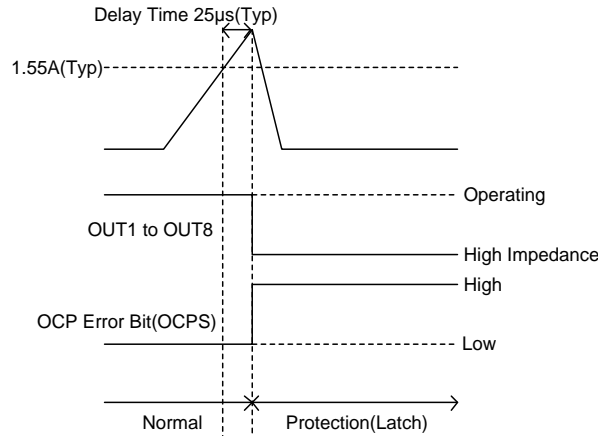 Delay Time 25μs(Typ)
1.55A(Typ)
Operating
OUT1 to OUT8
High Impedance
High
OCP Error Bit(OCPS)
Low
Normal
Protection(Latch)